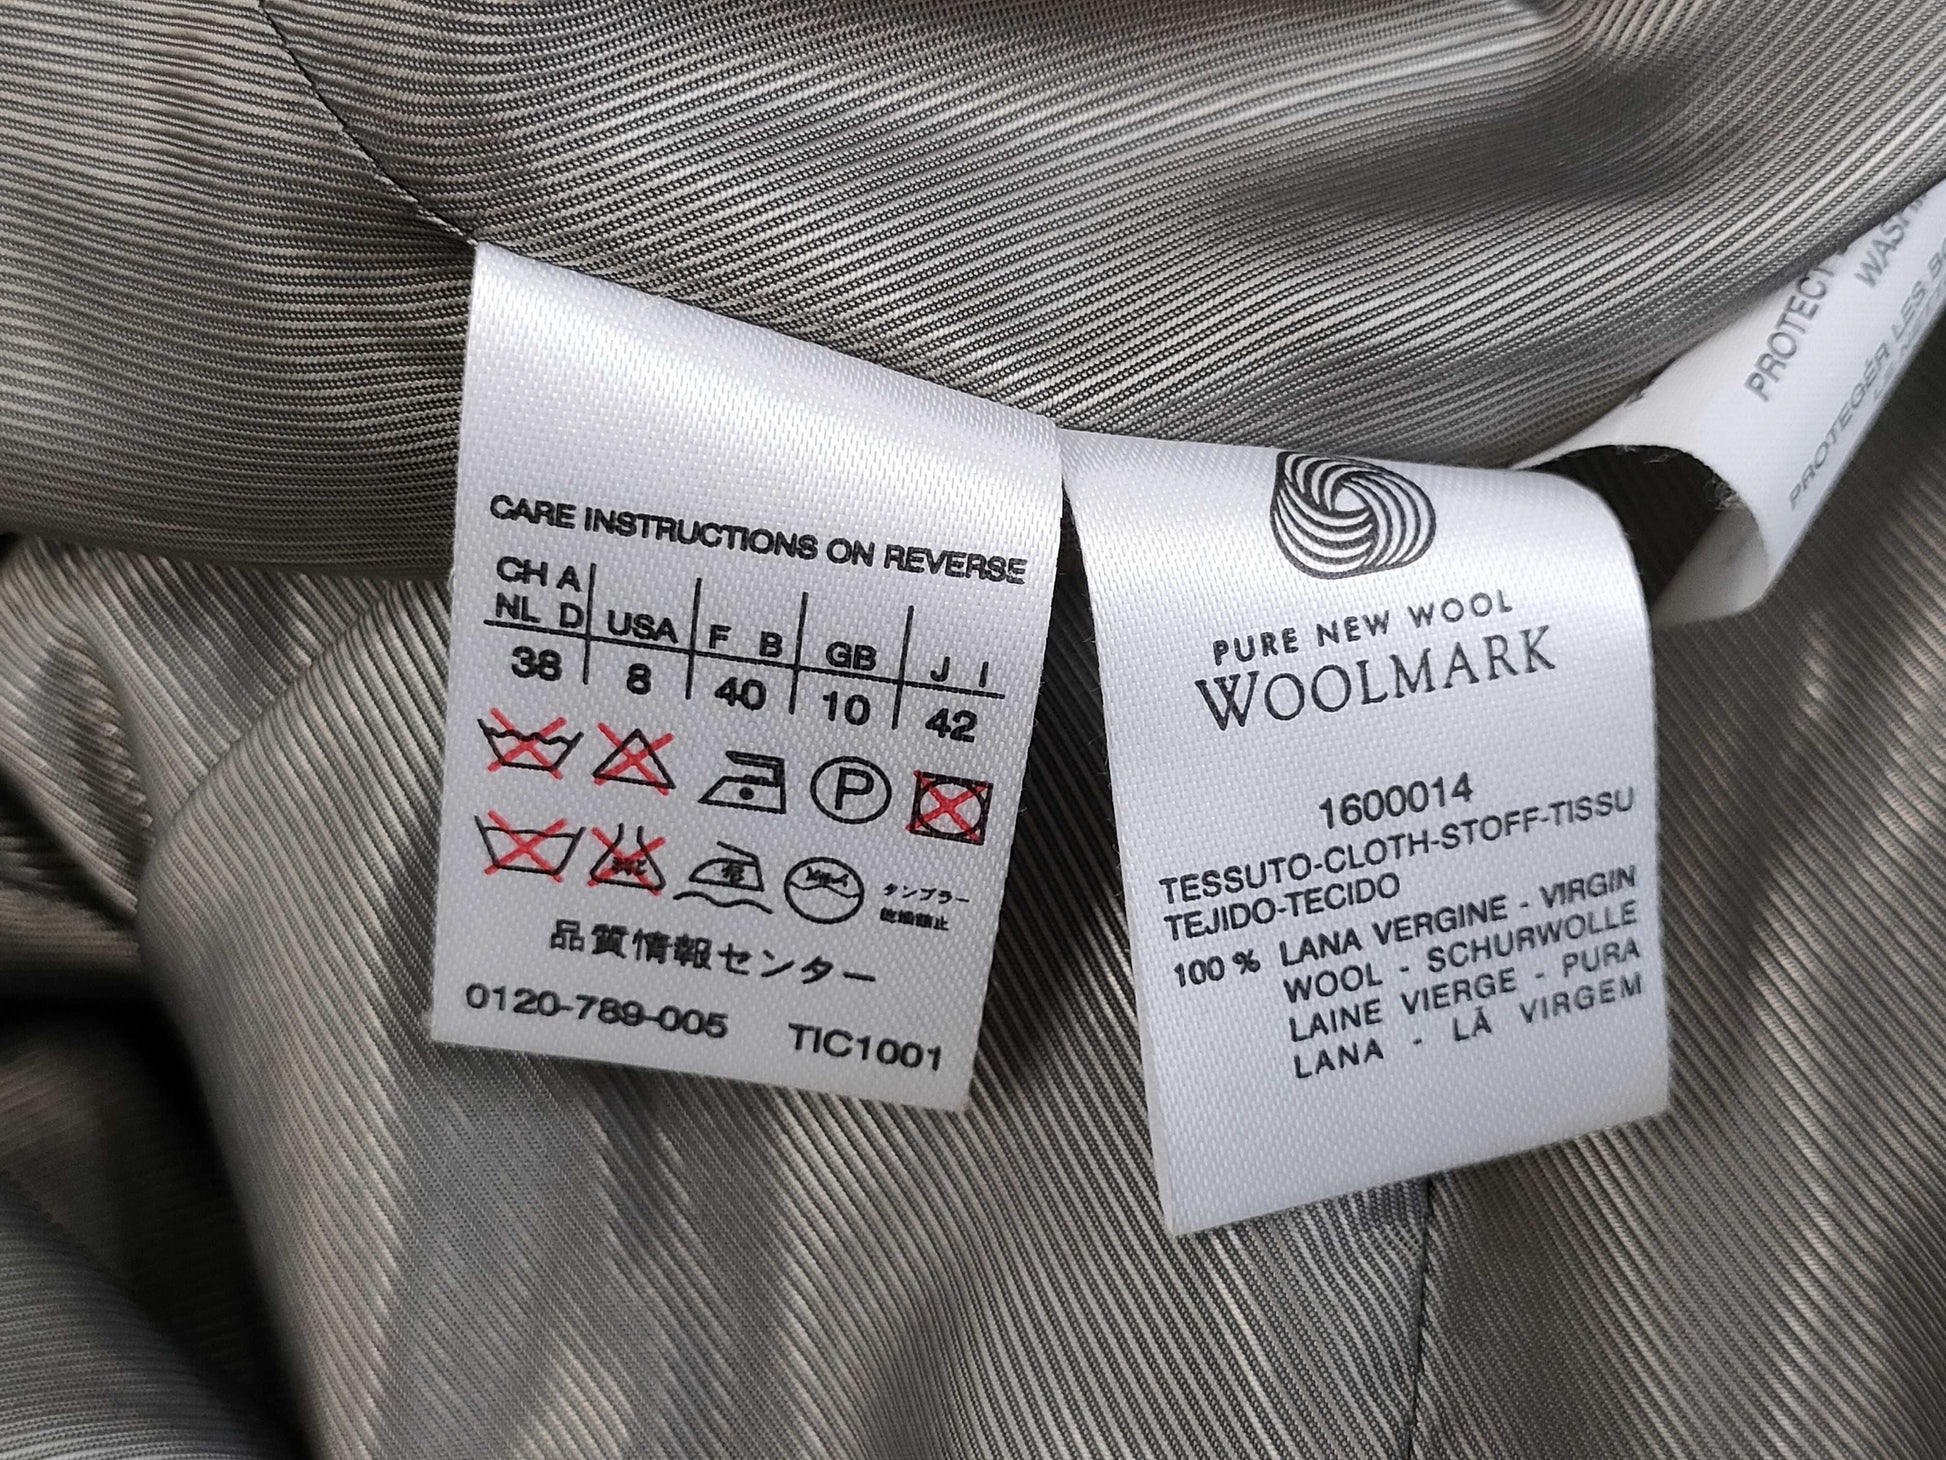 CARE INSTRUCTIONS ON REVERSE
CH A
NL D USA F B GB J I
38 8 40 10 42
P
タンブラー
乾燥禁止
品質情報センター
0120-789-005 TIC1001
PURE NEW WOOL
WOOLMARK
1600014
TESSUTO-CLOTH-STOFF-TISSU
TEJIDO-TECIDO
100 % LANA VERGINE - VIRGIN
WOOL - SCHURWOLLE
LAINE VIERGE - PURA
LANA - LÃ VIRGEM
PROTECT
PROTEGER LES